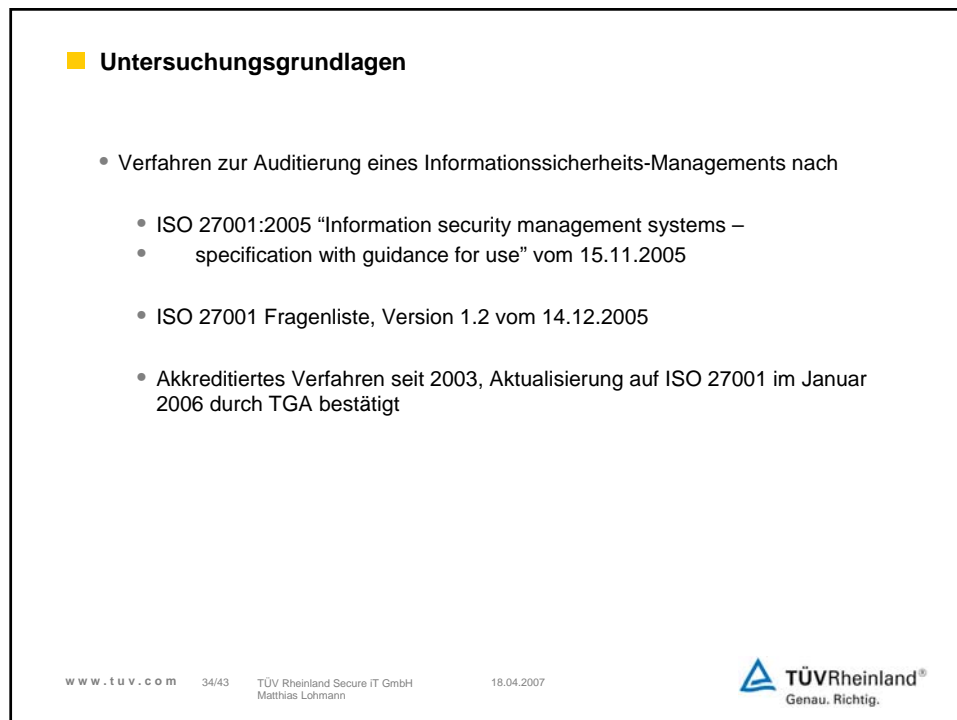 Untersuchungsgrundlagen
• Verfahren zur Auditierung eines Informationssicherheits-Managements nach
• ISO 27001:2005 “Information security management systems –
• specification with guidance for use” vom 15.11.2005
• ISO 27001 Fragenliste, Version 1.2 vom 14.12.2005
• Akkreditiertes Verfahren seit 2003, Aktualisierung auf ISO 27001 im Januar
2006 durch TGA bestätigt
www.tuv.com 34/43 TÜV Rheinland Secure iT GmbH 18.04.2007
Matthias Lohmann
TÜVRheinland®
Genau. Richtig.